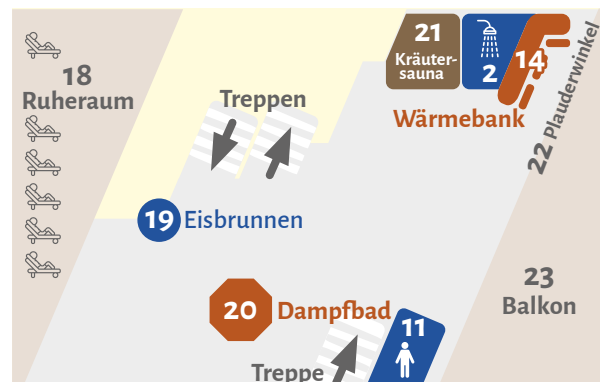 18
Ruheraum
Treppen
21
Kräuter-
sauna
2
14
Wärmebank
22 Plauderwinkel
19 Eisbrunnen
20 Dampfbad
23
Balkon
11
Treppe